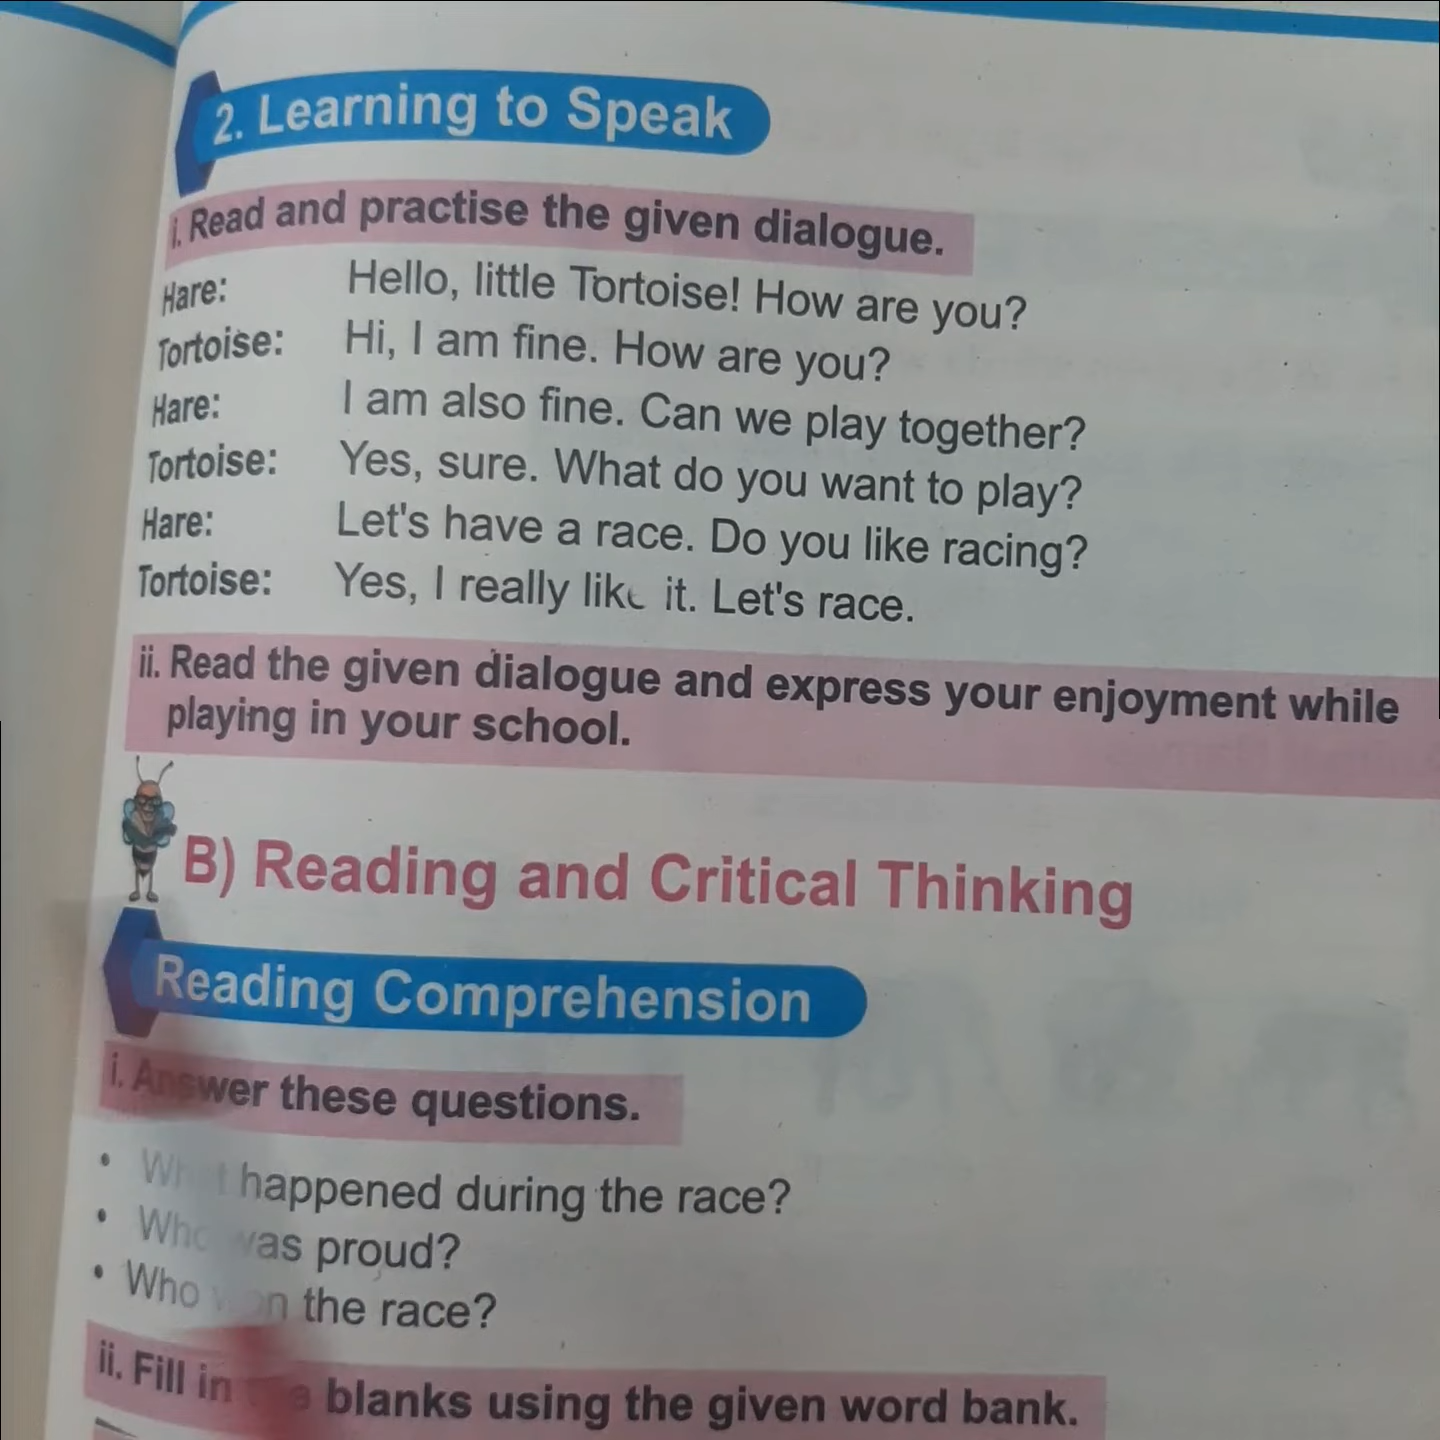 2. Learning to Speak
i. Read and practise the given dialogue.
Hare: Hello, little Tortoise! How are you?
Tortoise: Hi, I am fine. How are you?
Hare: I am also fine. Can we play together?
Tortoise: Yes, sure. What do you want to play?
Hare: Let's have a race. Do you like racing?
Tortoise: Yes, I really like it. Let's race.
ii. Read the given dialogue and express your enjoyment while
playing in your school.
B) Reading and Critical Thinking
Reading Comprehension
i. Answer these questions.
• What happened during the race?
• Who was proud?
• Who won the race?
ii. Fill in the blanks using the given word bank.